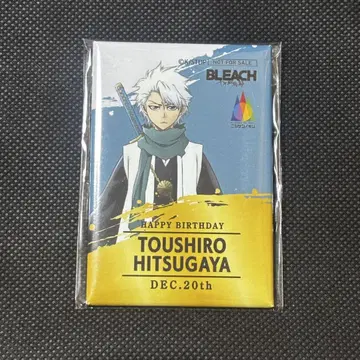 NOT FOR SALE
BLEACH
HAPPY BIRTHDAY
TOUSHIRO
HITSUGAYA
DEC.20th